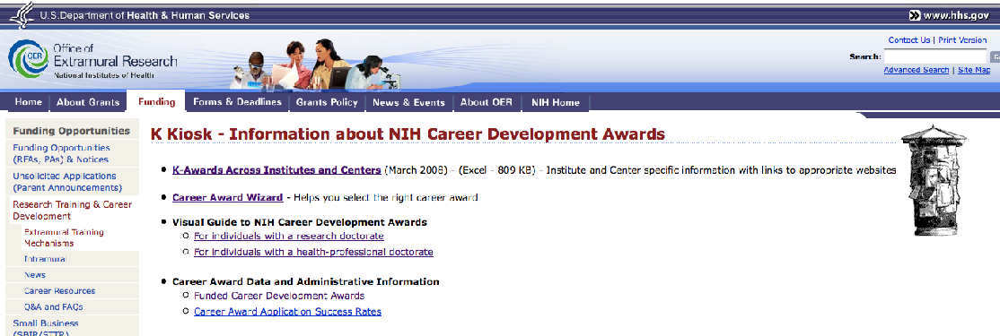 U.S.Department of Health & Human Services
www.hhs.gov
OER
Office of
Extramural Research
National Institutes of Health
Contact Us | Print Version
Search:
Advanced Search | Site Map
Home About Grants Funding Forms & Deadlines Grants Policy News & Events About OER NIH Home
Funding Opportunities
Funding Opportunities
(RFAs, PAs) & Notices
Unsolicited Applications
(Parent Announcements)
Research Training & Career
Development
Extramural Training
Mechanisms
Intramural
News
Career Resources
Q&A and FAQs
Small Business
(SBIR/STTR)
K Kiosk - Information about NIH Career Development Awards
K-Awards Across Institutes and Centers (March 2008) - (Excel - 809 KB) - Institute and Center specific information with links to appropriate websites
Career Award Wizard - Helps you select the right career award
Visual Guide to NIH Career Development Awards
For individuals with a research doctorate
For individuals with a health-professional doctorate
Career Award Data and Administrative Information
Funded Career Development Awards
Career Award Application Success Rates